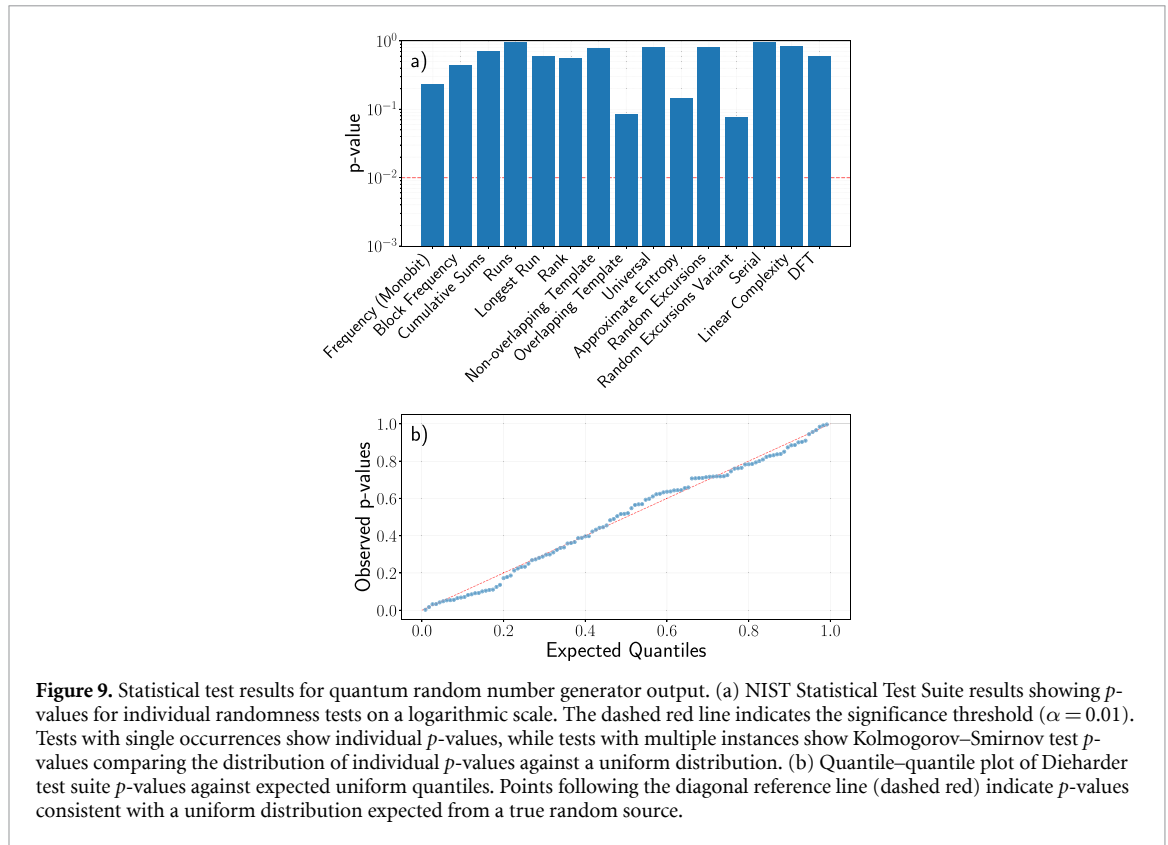 a)
p-value
10⁰
10⁻¹
10⁻²
10⁻³
Frequency (Monobit)
Block Frequency
Cumulative Sums
Runs
Longest Run
Rank
Non-overlapping Template
Overlapping Template
Universal
Approximate Entropy
Random Excursions
Random Excursions Variant
Serial
Linear Complexity
DFT
b)
Observed p-values
1.0
0.8
0.6
0.4
0.2
0.0
0.0 0.2 0.4 0.6 0.8 1.0
Expected Quantiles
Figure 9. Statistical test results for quantum random number generator output. (a) NIST Statistical Test Suite results showing p-
values for individual randomness tests on a logarithmic scale. The dashed red line indicates the significance threshold (α = 0.01).
Tests with single occurrences show individual p-values, while tests with multiple instances show Kolmogorov–Smirnov test p-
values comparing the distribution of individual p-values against a uniform distribution. (b) Quantile–quantile plot of Dieharder
test suite p-values against expected uniform quantiles. Points following the diagonal reference line (dashed red) indicate p-values
consistent with a uniform distribution expected from a true random source.